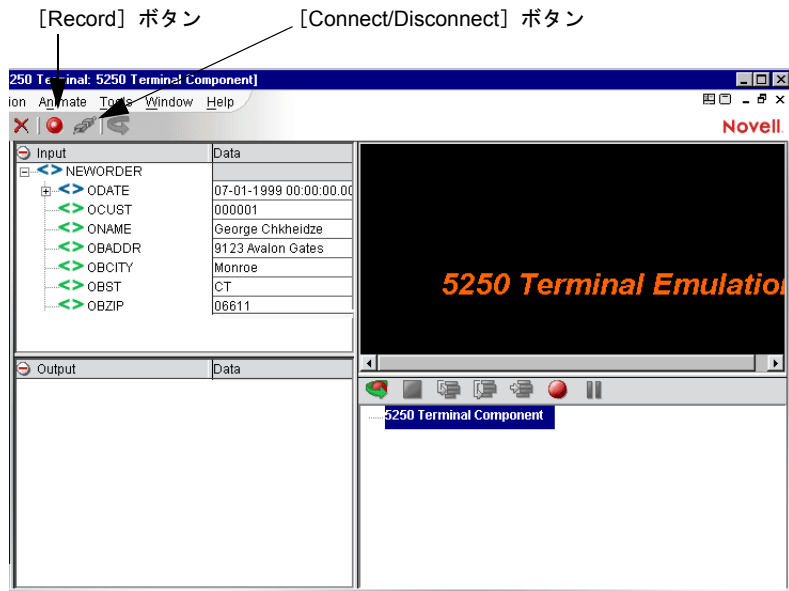 ［Record］ボタン
［Connect/Disconnect］ボタン
250 Terminal: 5250 Terminal Component]
ion Animate Tools Window Help
Novell.
Input Data
NEWORDER
ODATE 07-01-1999 00:00:00.00
OCUST 000001
ONAME George Chkheidze
OBADDR 9123 Avalon Gates
OBCITY Monroe
OBST CT
OBZIP 06611
5250 Terminal Emulation
Output Data
5250 Terminal Component